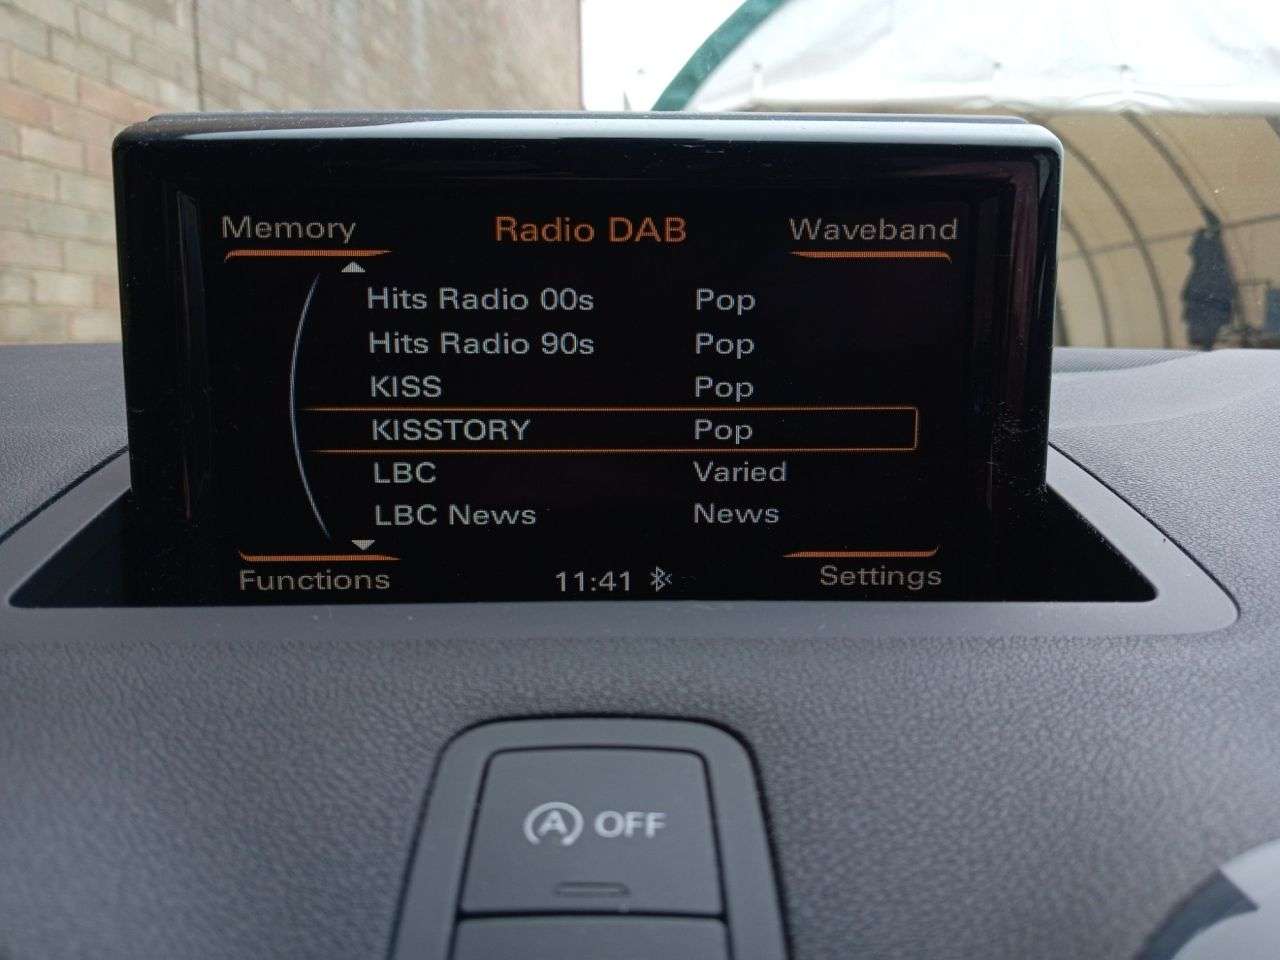 Memory Radio DAB Waveband
Hits Radio 00s Pop
Hits Radio 90s Pop
KISS Pop
KISSTORY Pop
LBC Varied
LBC News News
Functions 11:41 Settings
A OFF